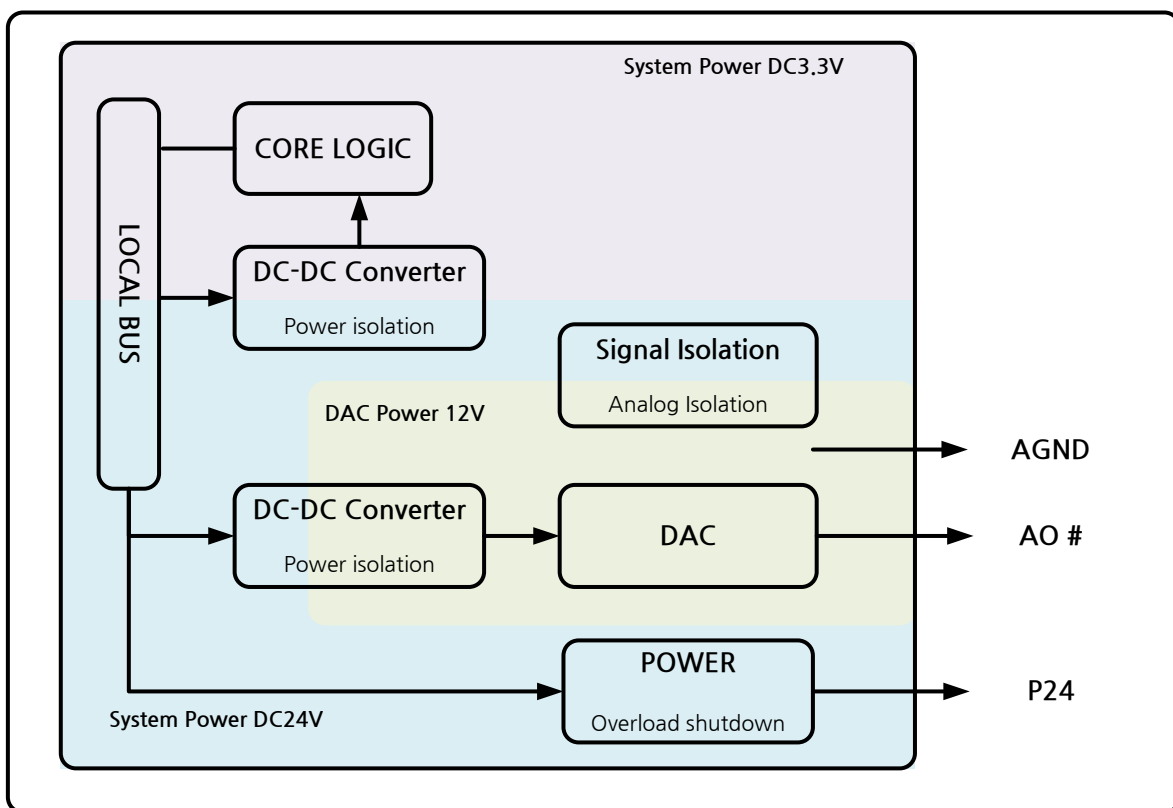 System Power DC3.3V
CORE LOGIC
LOCAL BUS
DC-DC Converter
Power isolation
Signal Isolation
Analog Isolation
DAC Power 12V
AGND
DC-DC Converter
Power isolation
DAC
AO #
POWER
Overload shutdown
P24
System Power DC24V